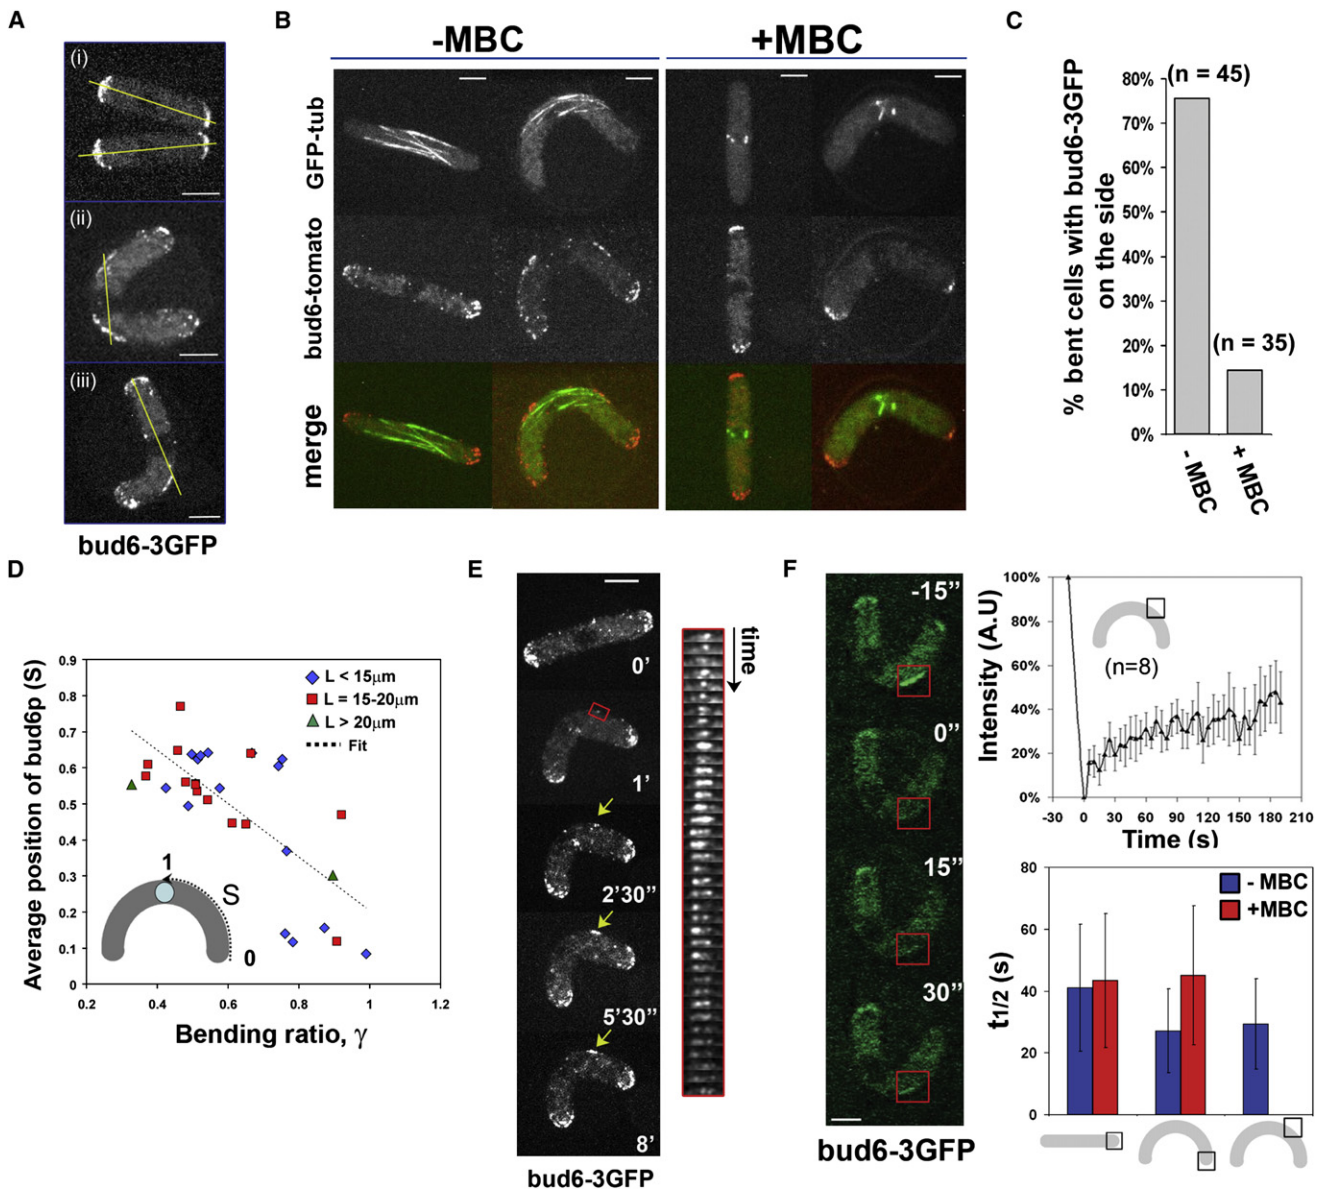 A
(i)
(ii)
(iii)
bud6-3GFP
B
-MBC
+MBC
GFP-tub
bud6-tomato
merge
C
% bent cells with bud6-3GFP
on the side
80%
70%
60%
50%
40%
30%
20%
10%
0%
(n = 45)
(n = 35)
- MBC
+ MBC
D
Average position of bud6p (S)
0.9
0.8
0.7
0.6
0.5
0.4
0.3
0.2
0.1
0
L < 15μm
L = 15-20μm
L > 20μm
Fit
1
S
0
0.2
0.4
0.6
0.8
1
1.2
Bending ratio, γ
E
0’
1’
2’30”
5’30”
8’
bud6-3GFP
time
F
-15”
0”
15”
30”
bud6-3GFP
Intensity (A.U)
100%
80%
60%
40%
20%
0%
(n=8)
-30
0
30
60
90
120
150
180
210
Time (s)
t1/2 (s)
80
60
40
20
0
- MBC
+MBC